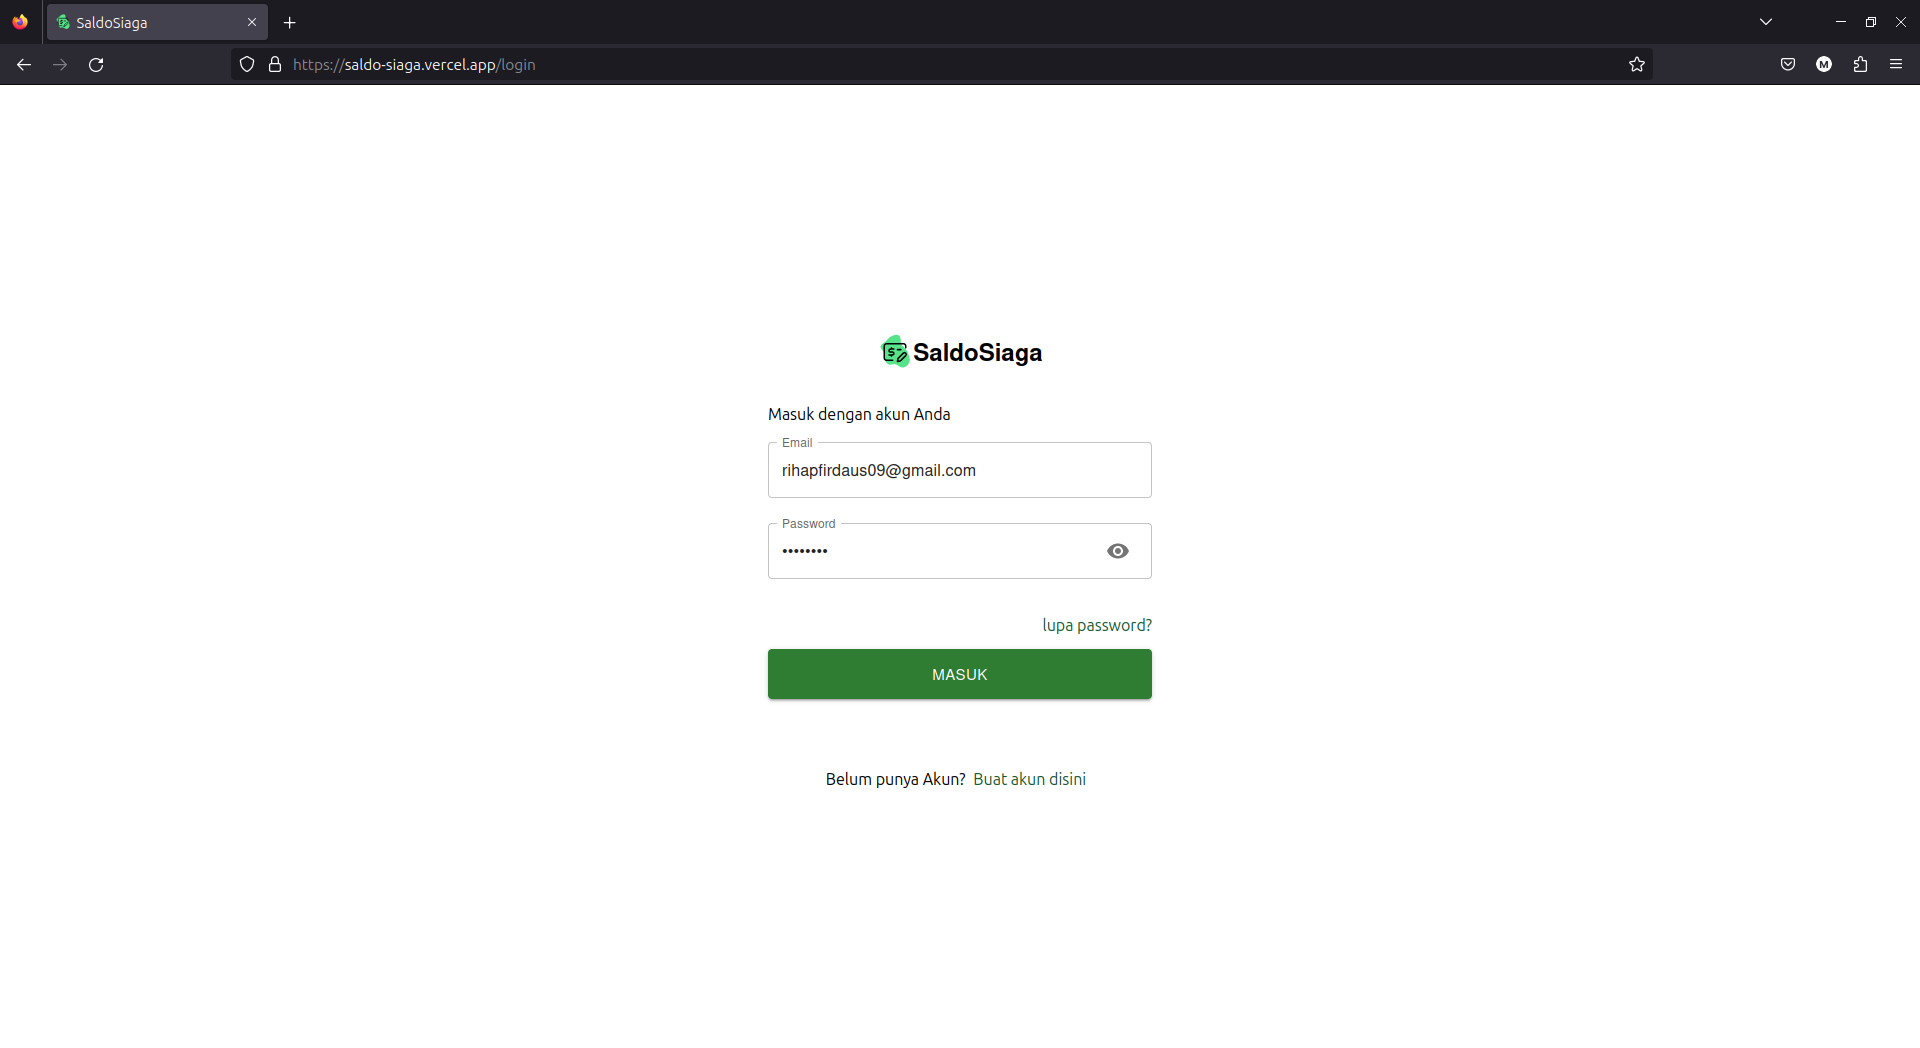 SaldoSiaga
https://saldo-siaga.vercel.app/login
M
SaldoSiaga
Masuk dengan akun Anda
Email
rihapfirdaus09@gmail.com
Password
••••••••
lupa password?
MASUK
Belum punya Akun? Buat akun disini